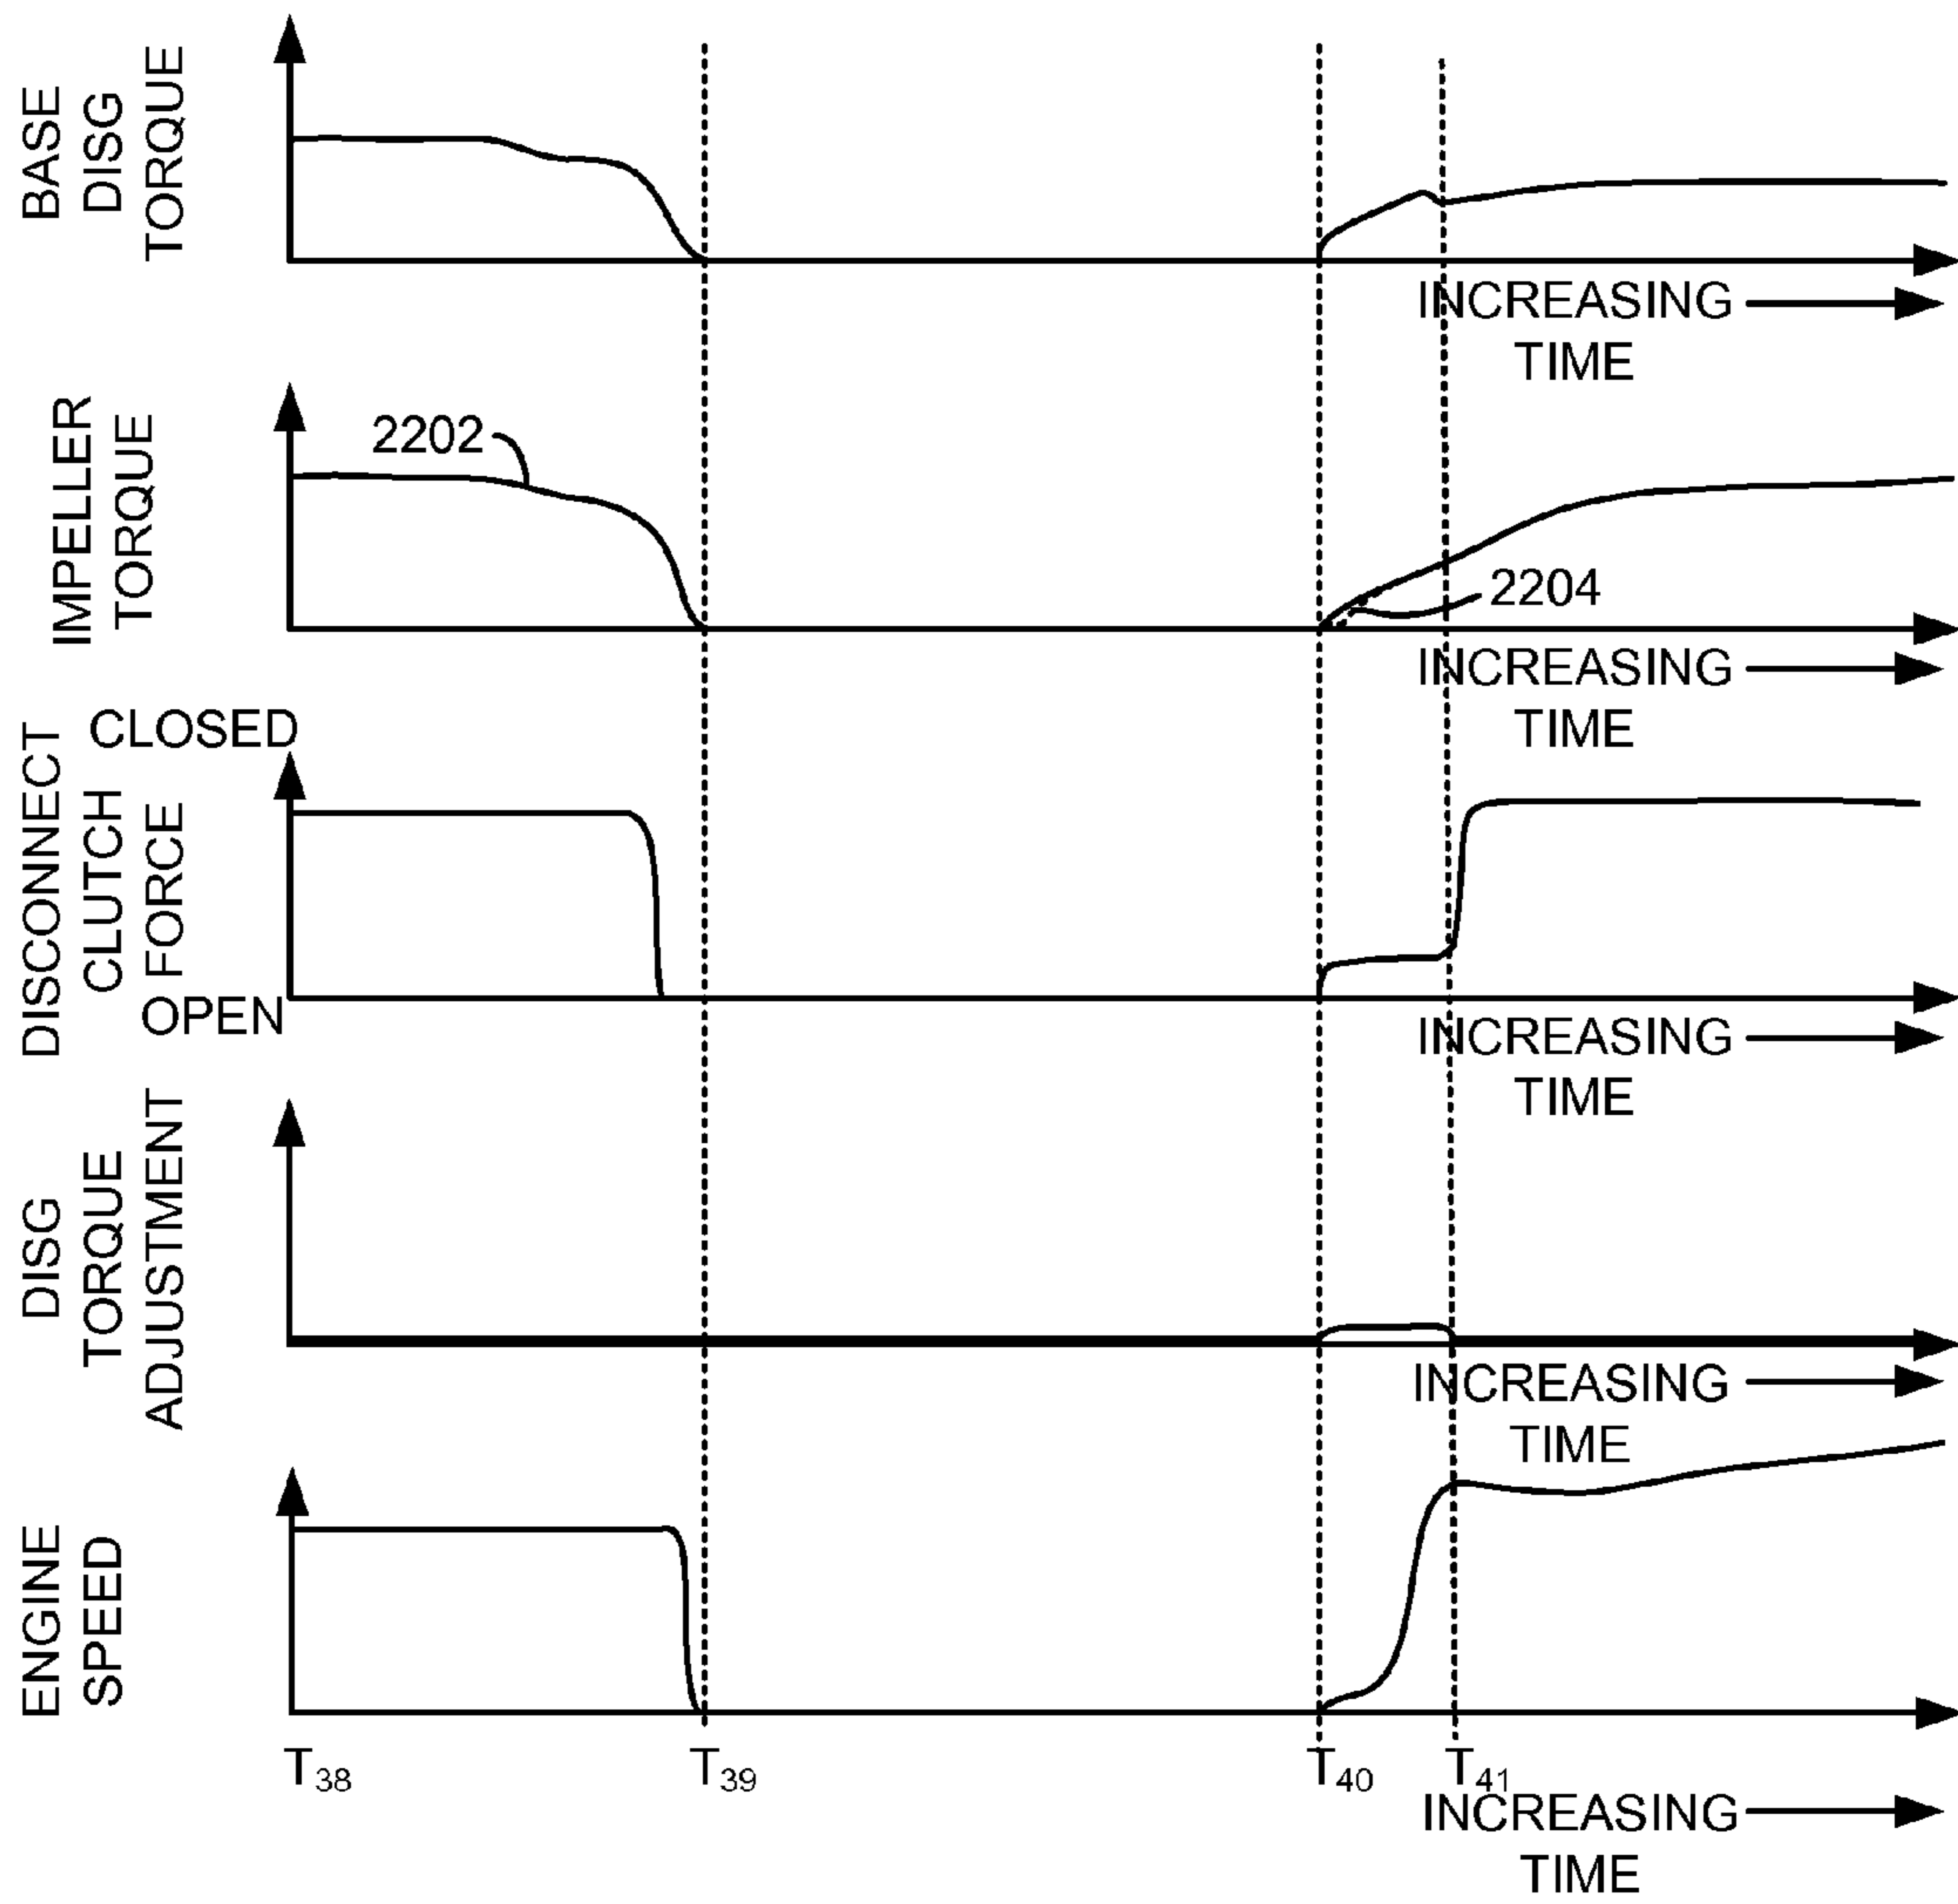 BASE
DISG
TORQUE
INCREASING
TIME
IMPELLER
TORQUE
2202
2204
INCREASING
TIME
CLOSED
DISCONNECT
CLUTCH
FORCE
OPEN
INCREASING
TIME
DISG
TORQUE
ADJUSTMENT
INCREASING
TIME
ENGINE
SPEED
T38 T39 T40 T41
INCREASING
TIME